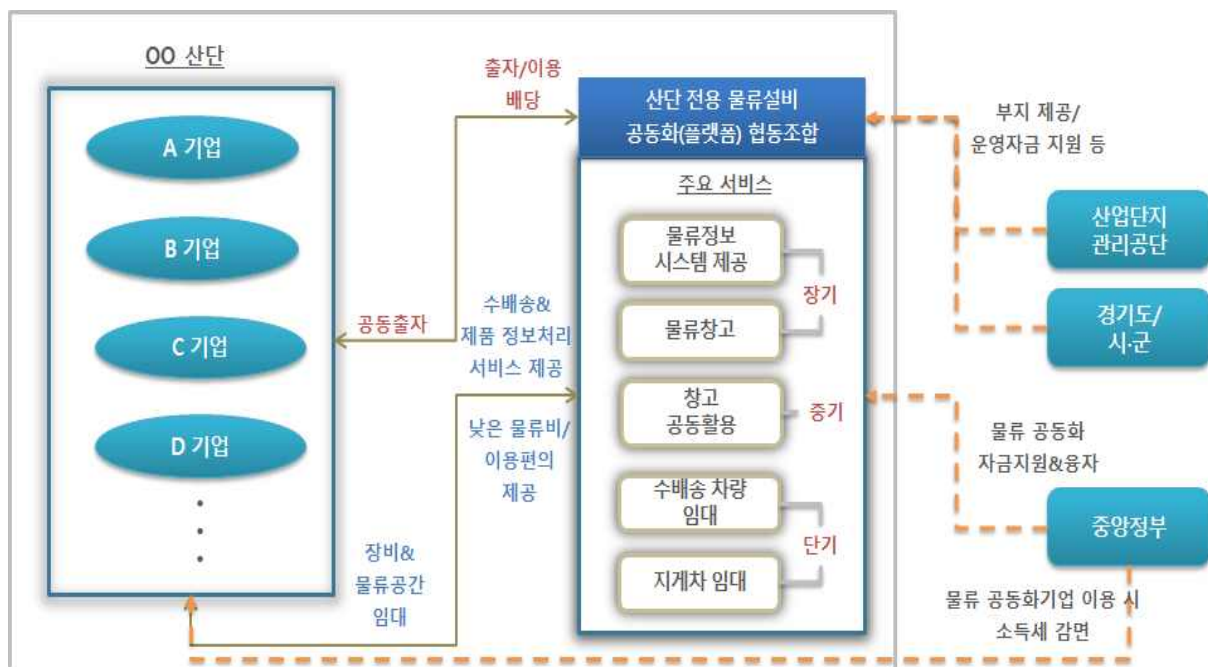 OO 산단
A 기업
B 기업
C 기업
D 기업
출자/이용
배당
공동출자
수배송&
제품 정보처리
서비스 제공
낮은 물류비/
이용편의
제공
장비&
물류공간
임대
산단 전용 물류설비
공동화(플랫폼) 협동조합
주요 서비스
물류정보
시스템 제공
물류창고
장기
창고
공동활용
중기
수배송 차량
임대
지게차 임대
단기
부지 제공/
운영자금 지원 등
산업단지
관리공단
경기도/
시·군
물류 공동화
자금지원&융자
중앙정부
물류 공동화기업 이용 시
소득세 감면